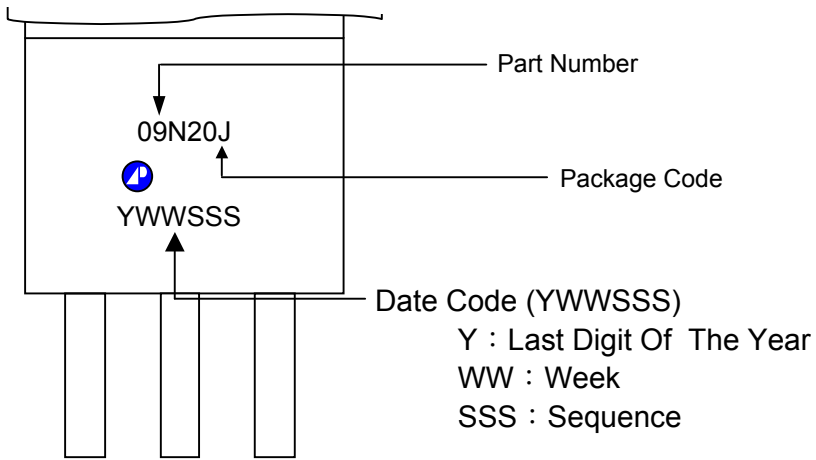 Part Number
09N20J
Package Code
YWWSSS
Date Code (YWWSSS)
Y：Last Digit Of The Year
WW：Week
SSS：Sequence